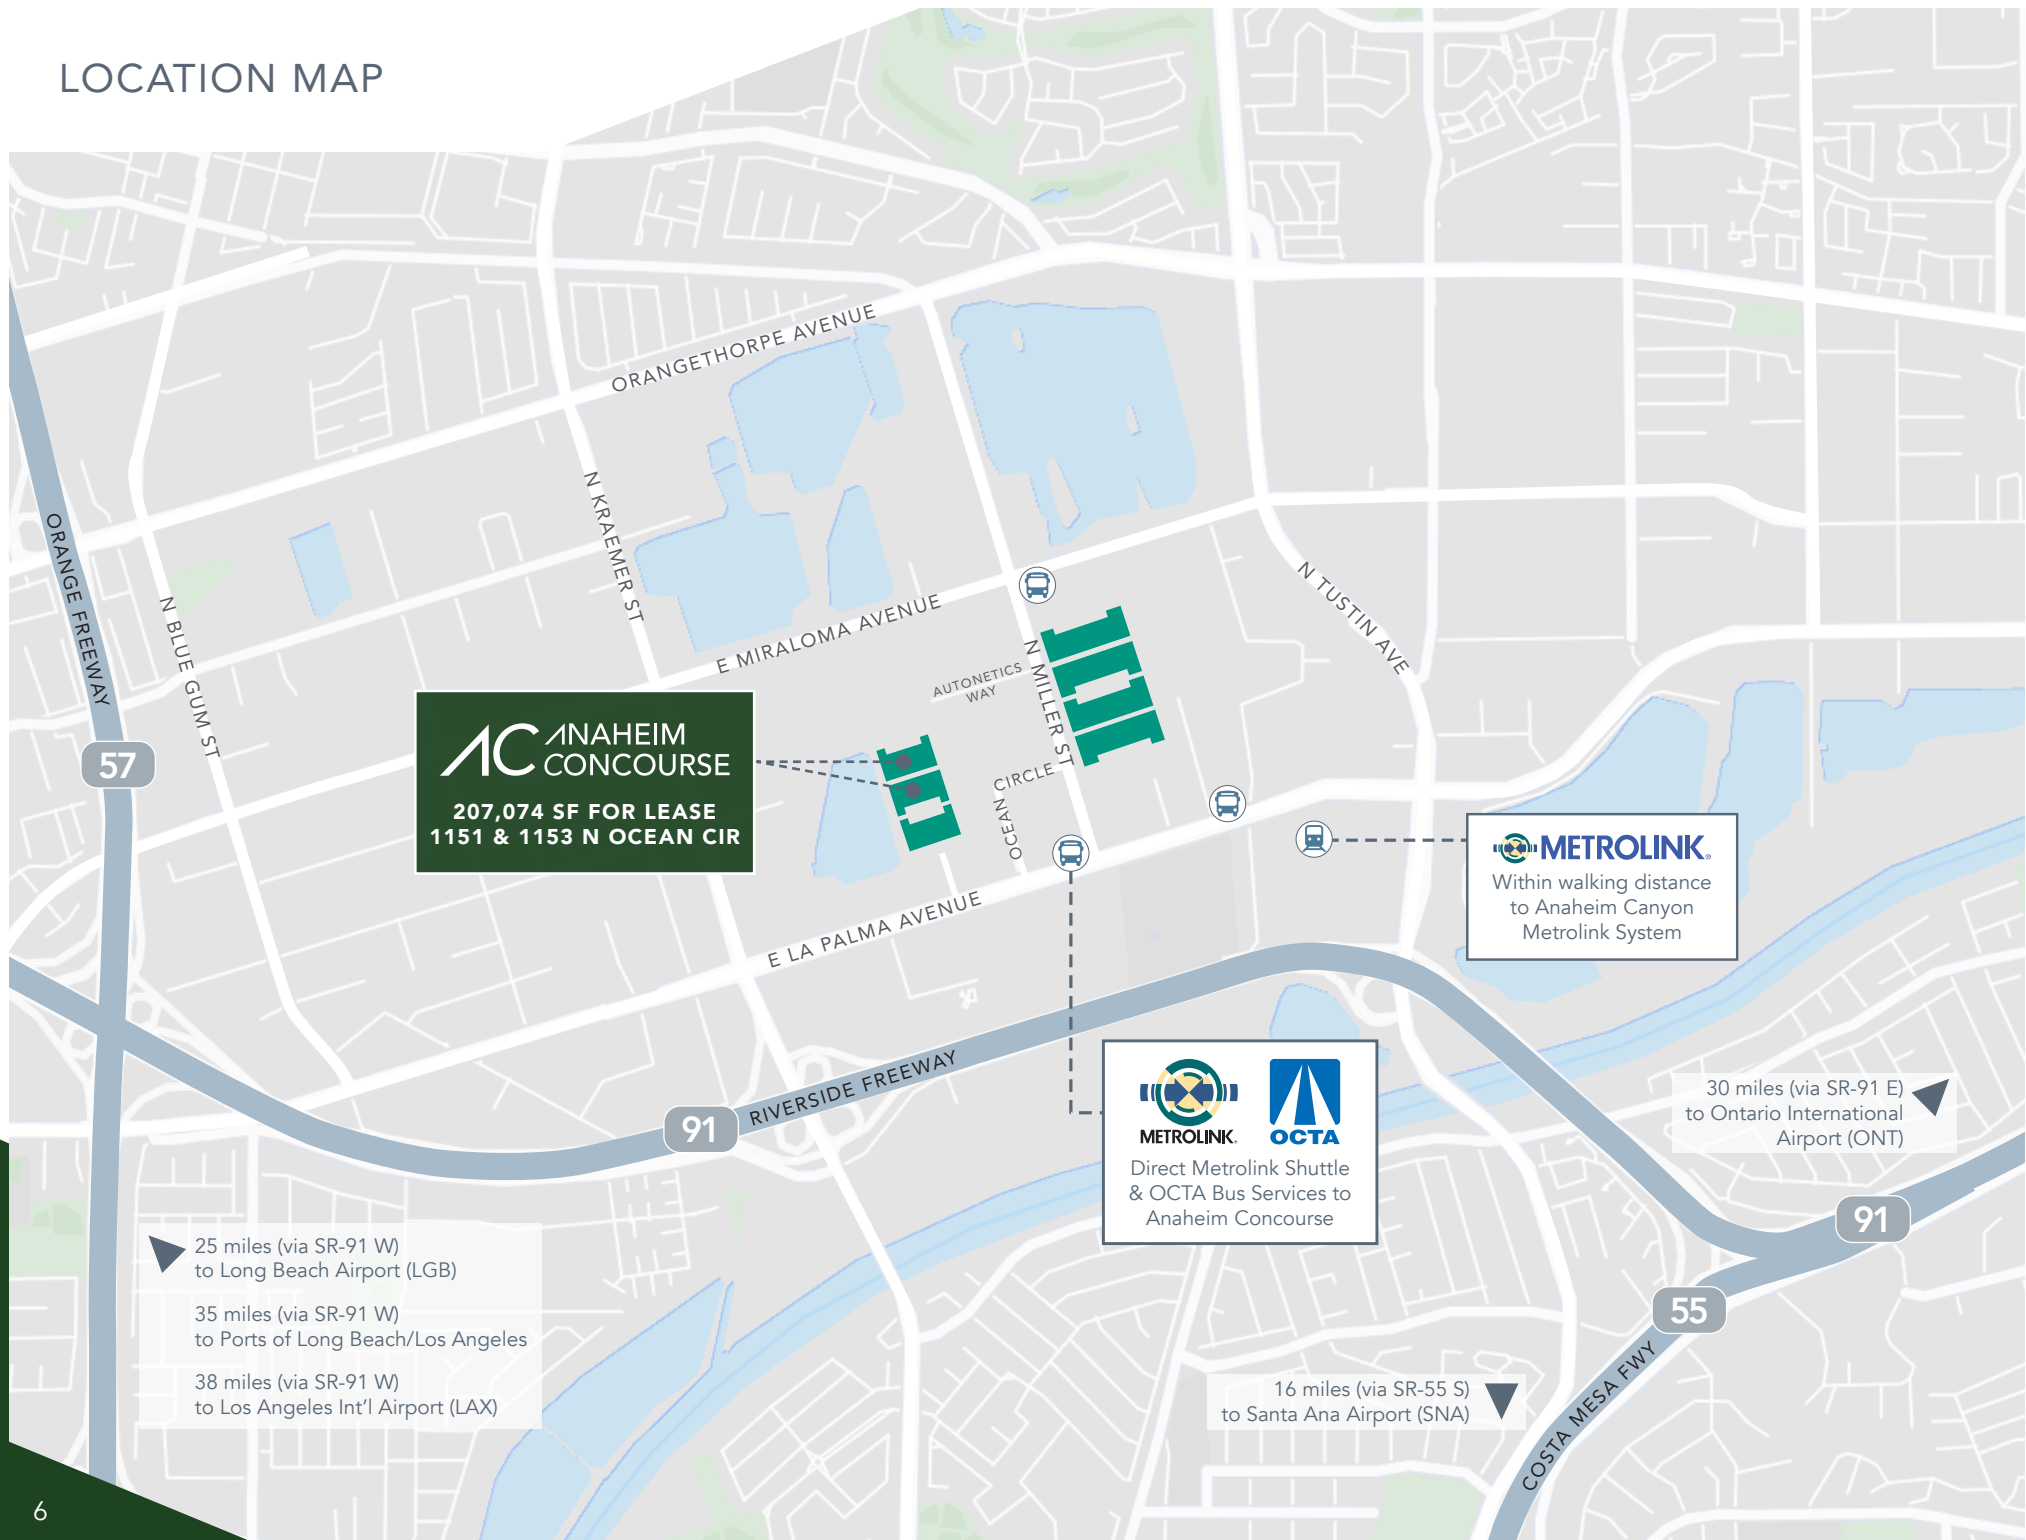 LOCATION MAP
ORANGETHORPE AVENUE
N KRAEMER ST
ORANGE FREEWAY
N BLUE GUM ST
E MIRALOMA AVENUE
N TUSTIN AVE
AUTONETICS
WAY
N MILLER ST
57
AC ANAHEIM
CONCOURSE
207,074 SF FOR LEASE
1151 & 1153 N OCEAN CIR
OCEAN CIRCLE
METROLINK®
Within walking distance
to Anaheim Canyon
Metrolink System
E LA PALMA AVENUE
RIVERSIDE FREEWAY
91
METROLINK®
OCTA
Direct Metrolink Shuttle
& OCTA Bus Services to
Anaheim Concourse
30 miles (via SR-91 E)
to Ontario International
Airport (ONT)
91
55
COSTA MESA FWY
25 miles (via SR-91 W)
to Long Beach Airport (LGB)
35 miles (via SR-91 W)
to Ports of Long Beach/Los Angeles
38 miles (via SR-91 W)
to Los Angeles Int'l Airport (LAX)
16 miles (via SR-55 S)
to Santa Ana Airport (SNA)
6